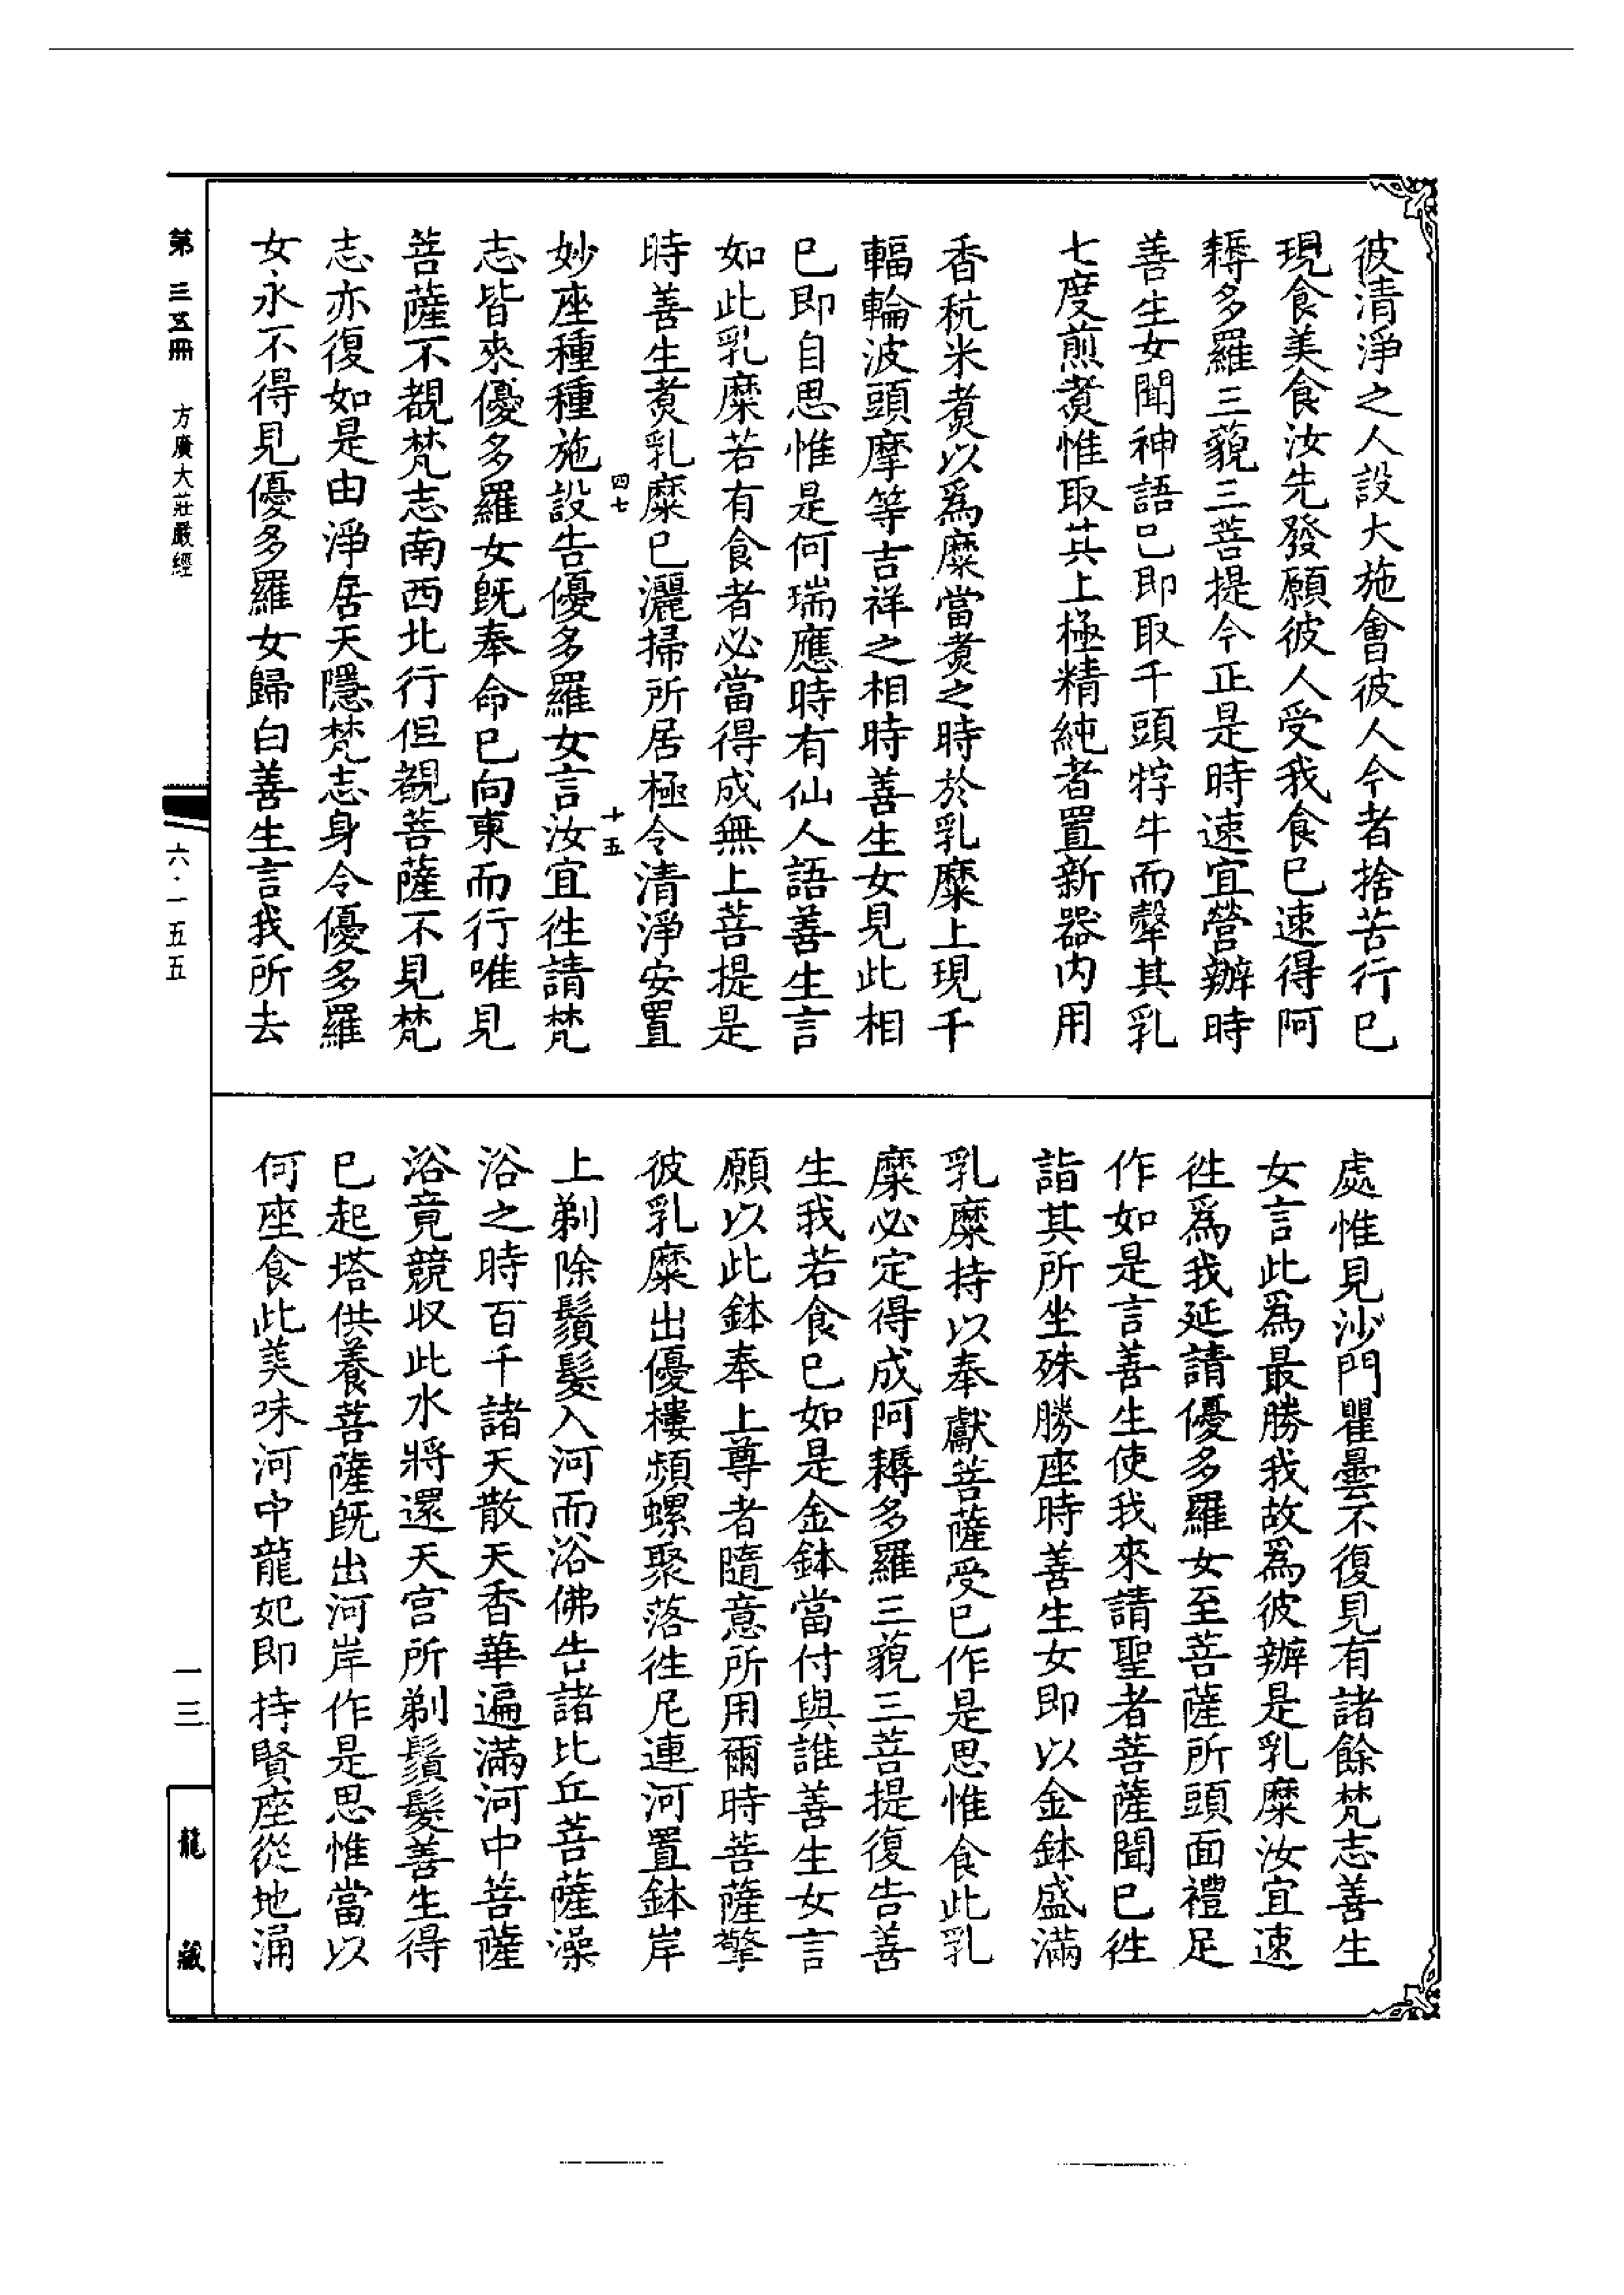 彼清淨之人設大施會彼人今者捨苦行已
現食美食汝先發願彼人受我食已速得阿
耨多羅三藐三菩提今正是時速宜營辦時
善生女聞神語已即取千頭牸牛而㲉其乳
七度煎煑惟取其上極精純者置新器內用
香秔米煑以爲糜當煑之時於乳糜上現千
輻輪波頭摩等吉祥之相時善生女見此相
已即自思惟是何瑞應時有仙人語善生言
如此乳糜若有食者必當得成無上菩提是
時善生煑乳糜已灑掃所居極令清淨安置
四七
十五
妙座種種施設告優多羅女言汝宜徃請梵
志皆來優多羅女旣奉命已向東而行唯見
菩薩不覩梵志南西北行但覩菩薩不見梵
志亦復如是由淨居天隱梵志身令優多羅
女永不得見優多羅女歸白善生言我所去
處惟見沙門瞿曇不復見有諸餘梵志善生
女言此爲最勝我故爲彼辦是乳糜汝宜速
徃爲我延請優多羅女至菩薩所頭面禮足
作如是言善生使我來請聖者菩薩聞已徃
詣其所坐殊勝座時善生女即以金鉢盛滿
乳糜持以奉獻菩薩受已作是思惟食此乳
糜必定得成阿耨多羅三藐三菩提復告善
生我若食已如是金鉢當付與誰善生女言
願以此鉢奉上尊者隨意所用爾時菩薩擎
彼乳糜出優樓頻螺聚落徃尼連河置鉢岸
上剃除鬚髮入河而浴佛告諸比丘菩薩澡
浴之時百千諸天散天香華遍滿河中菩薩
浴竟競収此水將還天宮所剃鬚髮善生得
已起塔供養菩薩旣出河岸作是思惟當以
何座食此美味河中龍妃即持賢座從地涌
第三五冊　方廣大莊嚴經
六·一五五
一三
龍藏